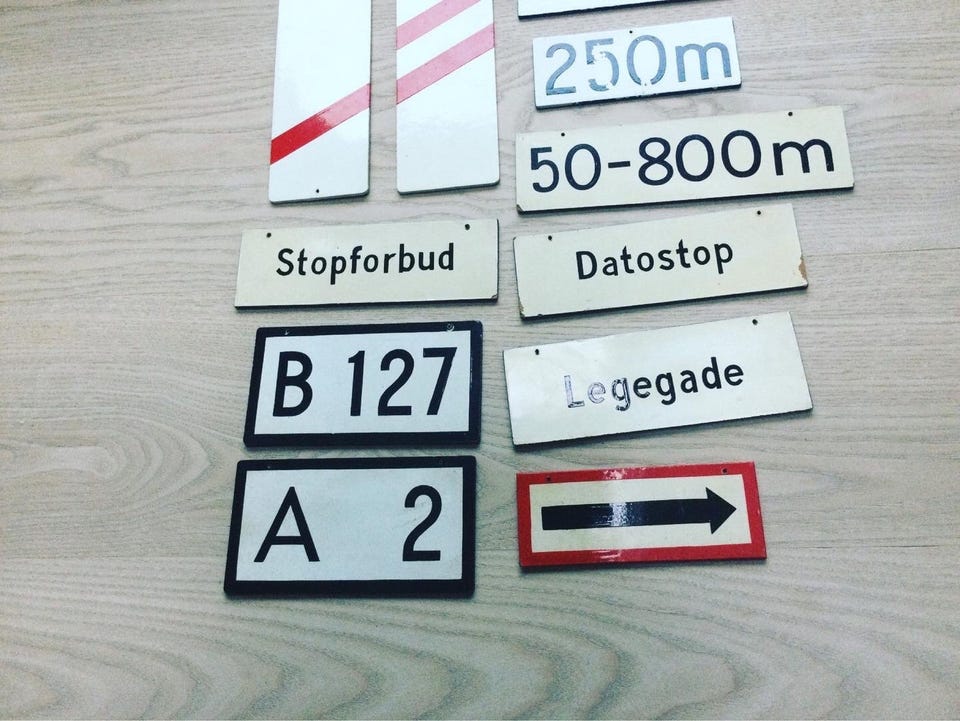 250m
50-800m
Stopforbud
Datostop
B 127
Legegade
A 2